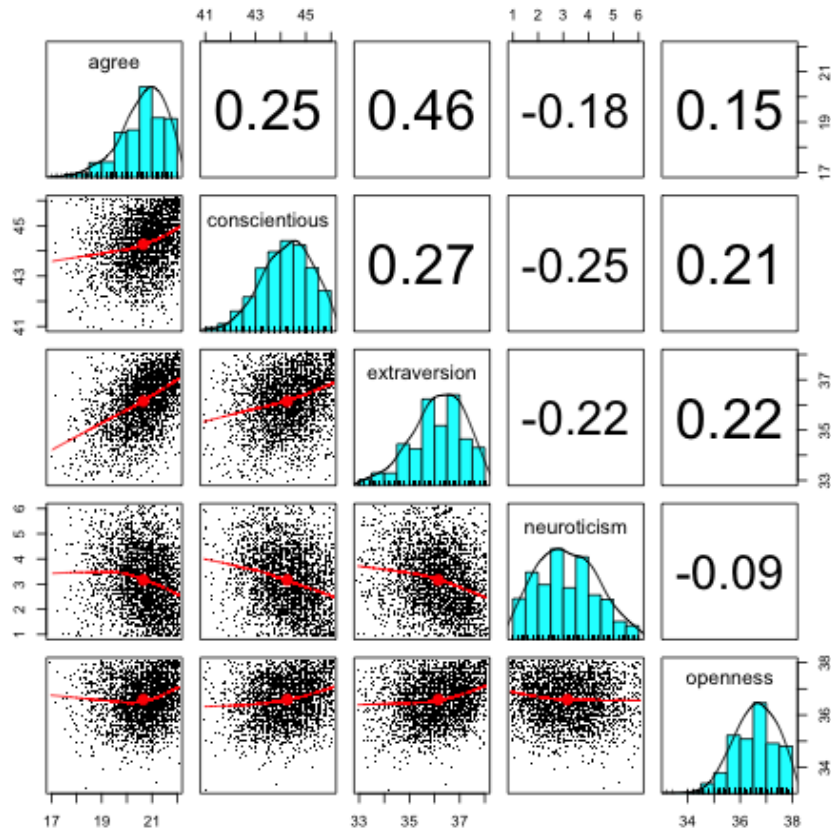 41 43 45 1 2 3 4 5 6
agree
0.25 0.46 -0.18 0.15
17 19 21
conscientious
0.27 -0.25 0.21
41 43 45
extraversion
-0.22 0.22
33 35 37
neuroticism
-0.09
1 2 3 4 5 6
openness
34 36 38
17 19 21 33 35 37 34 36 38